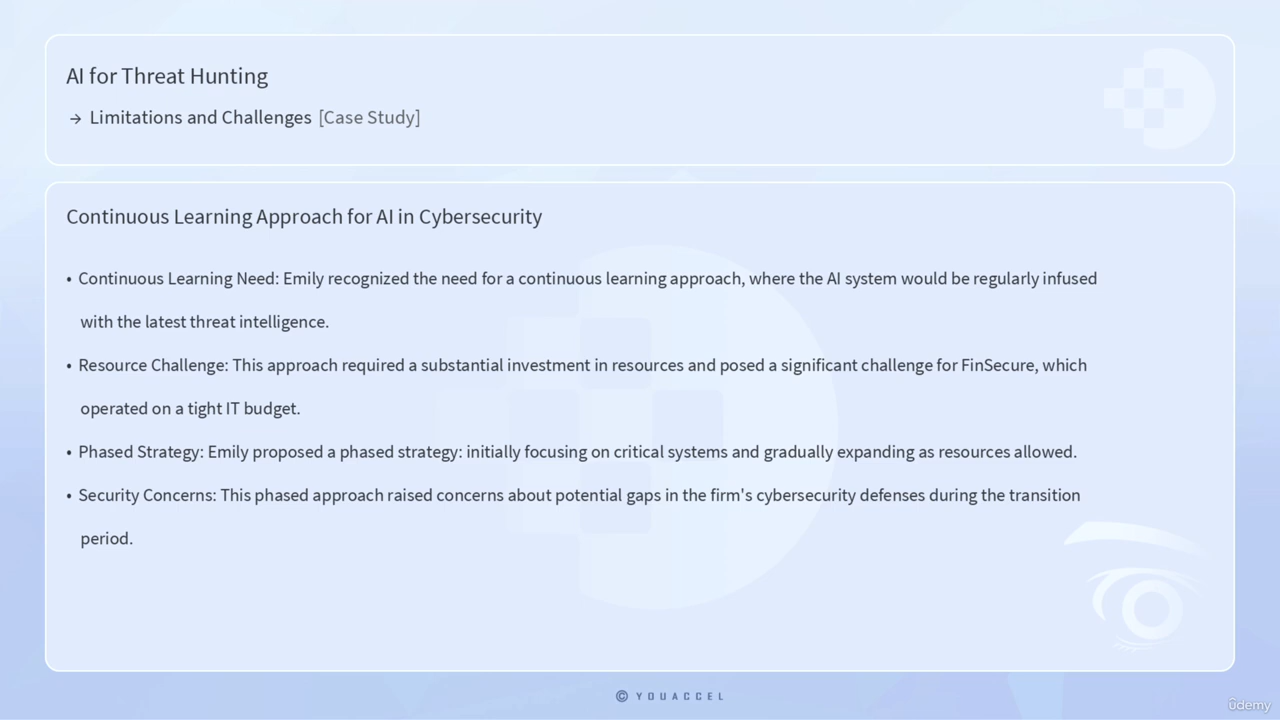 AI for Threat Hunting
→ Limitations and Challenges [Case Study]
Continuous Learning Approach for AI in Cybersecurity
• Continuous Learning Need: Emily recognized the need for a continuous learning approach, where the AI system would be regularly infused
with the latest threat intelligence.
• Resource Challenge: This approach required a substantial investment in resources and posed a significant challenge for FinSecure, which
operated on a tight IT budget.
• Phased Strategy: Emily proposed a phased strategy: initially focusing on critical systems and gradually expanding as resources allowed.
• Security Concerns: This phased approach raised concerns about potential gaps in the firm's cybersecurity defenses during the transition
period.
© YOUACCEL
ûdemy